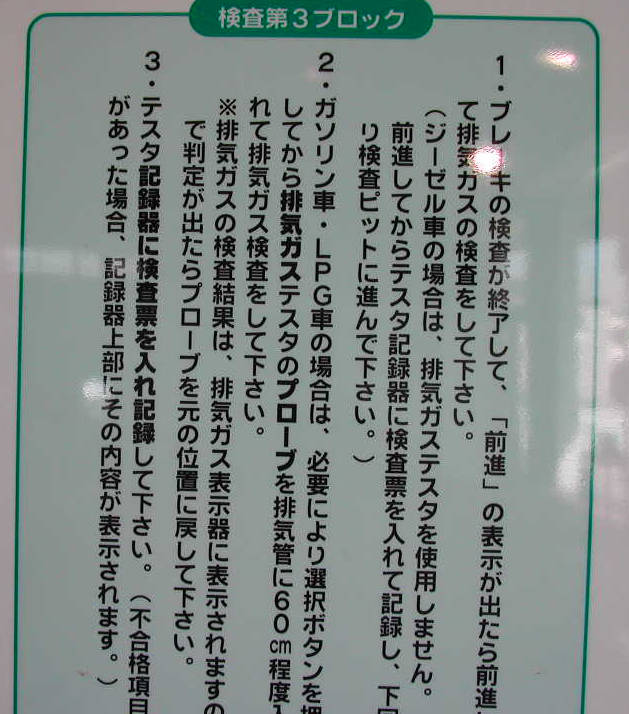 検査第3ブロック
1・ブレーキの検査が終アして、「前進」の表示が出たら前進
て排気ガスの検査をして下さい。
（ジーゼル車の場合は、排気ガステスタを使用しません。
前進してからテスタ記録器に検査票を入れて記録し、下回
り検査ピットに進んで下さい。）
2・ガソリン車・LPG車の場合は、必要により選択ボタンを押
してから排気ガステスタのプローブを排気管に60cm程度入
れて排気ガス検査をして下さい。
※排気ガスの検査結果は、排気ガス表示器に表示されますの
で判定が出たらプローブを元の位置に戻して下さい。
3・テスタ記録器に検査票を入れ記録して下さい。（不合格項目
があった場合、記録器上部にその内容が表示されます。）